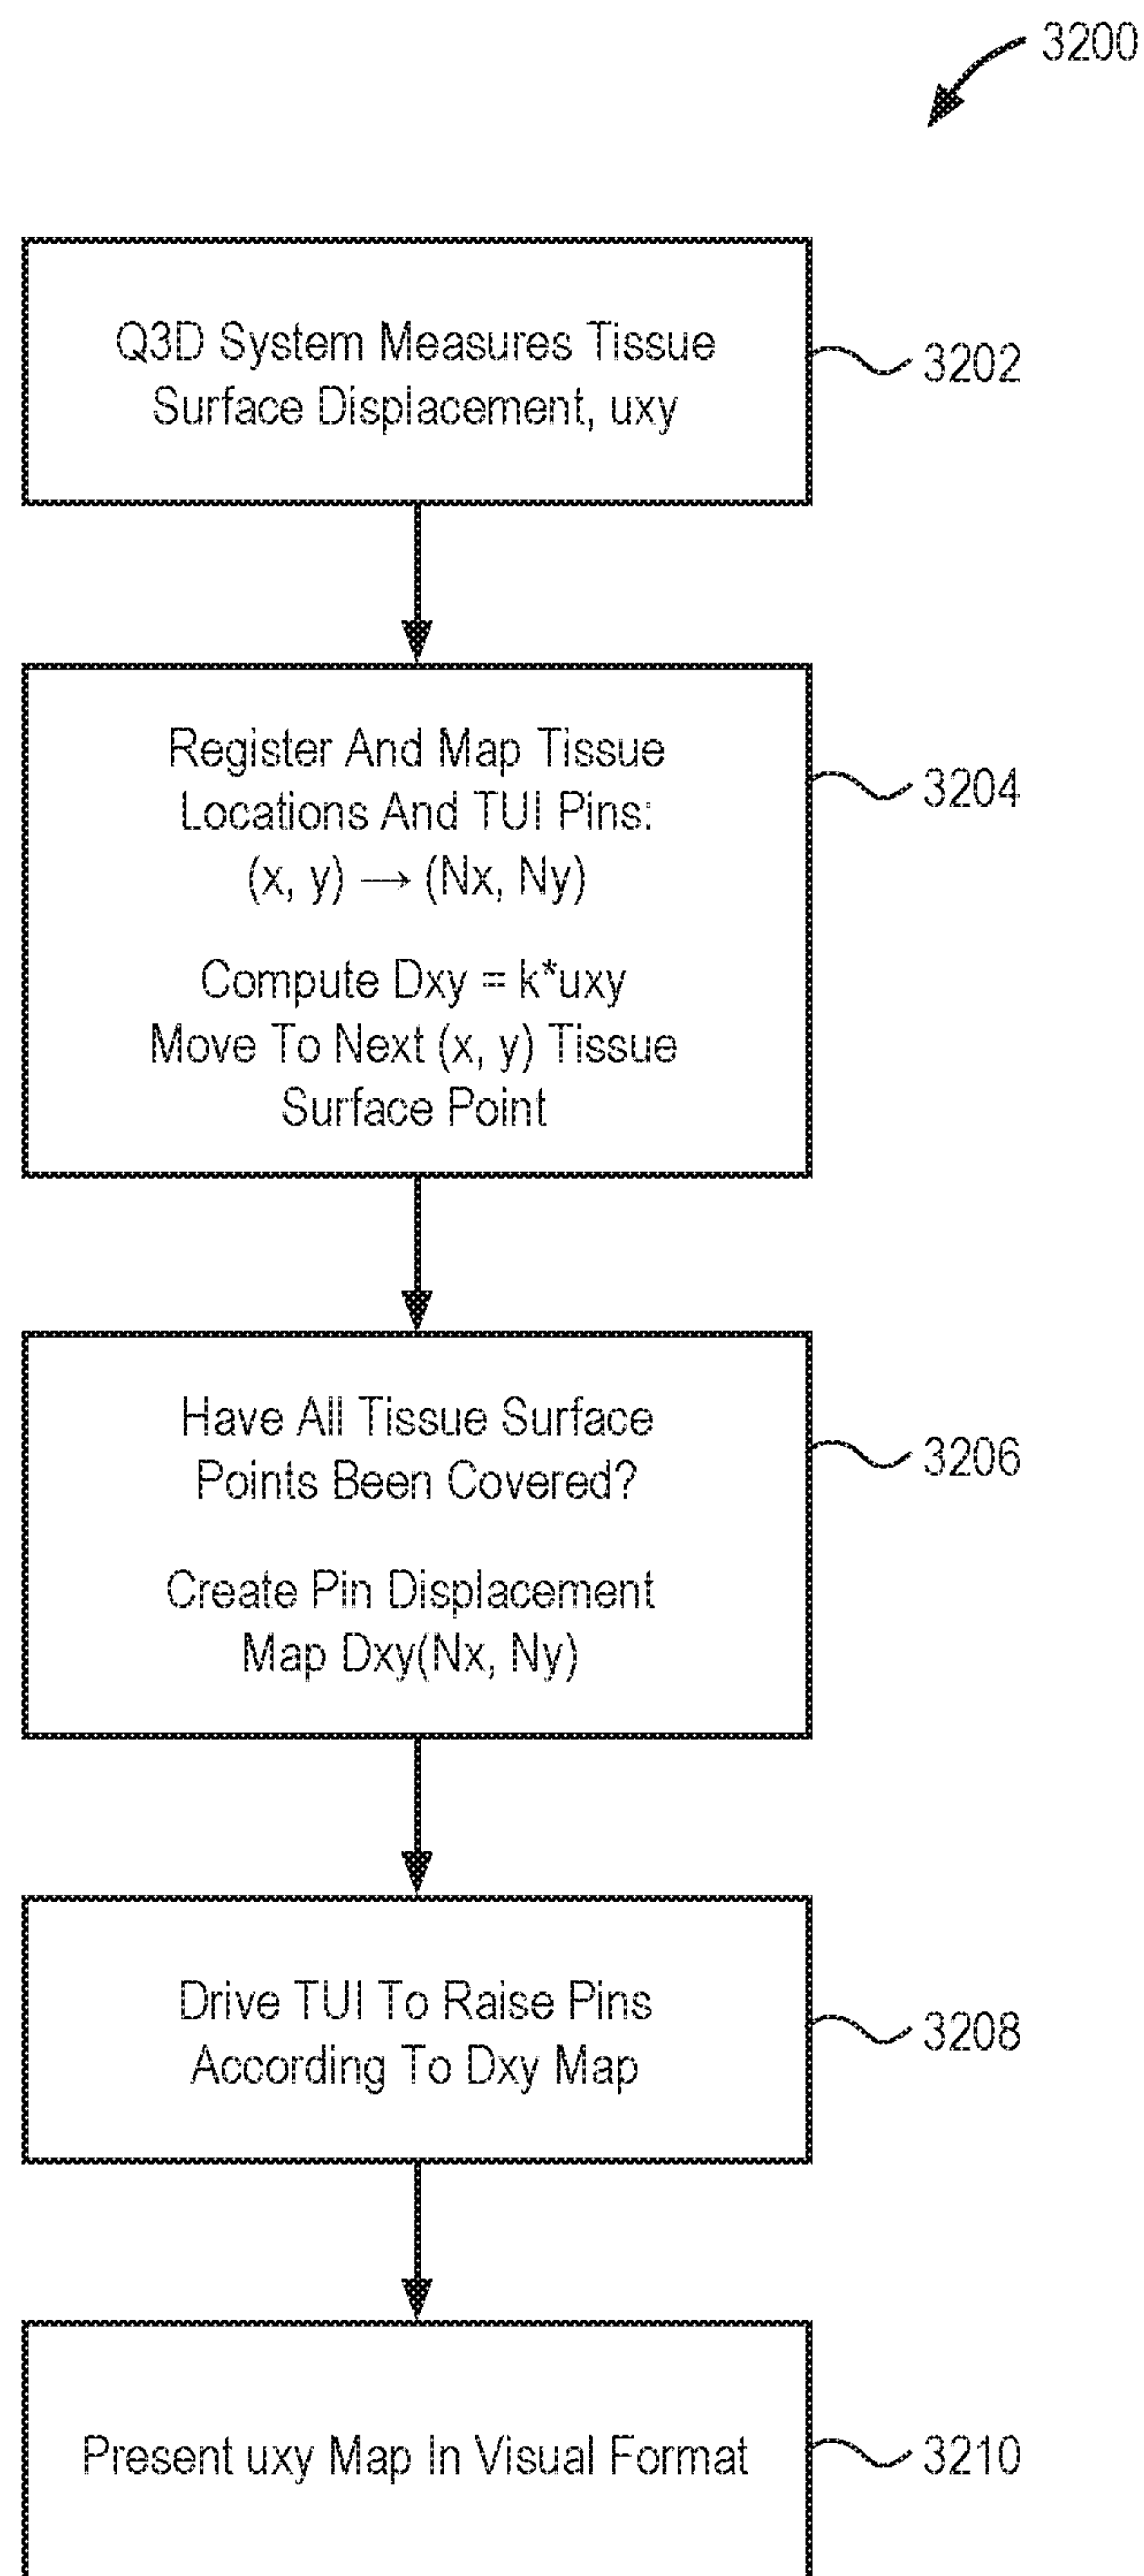 3200
Q3D System Measures Tissue
Surface Displacement, uxy
3202
Register And Map Tissue
Locations And TUI Pins:
(x, y) → (Nx, Ny)
Compute Dxy = k*uxy
Move To Next (x, y) Tissue
Surface Point
3204
Have All Tissue Surface
Points Been Covered?
Create Pin Displacement
Map Dxy(Nx, Ny)
3206
Drive TUI To Raise Pins
According To Dxy Map
3208
Present uxy Map In Visual Format
3210